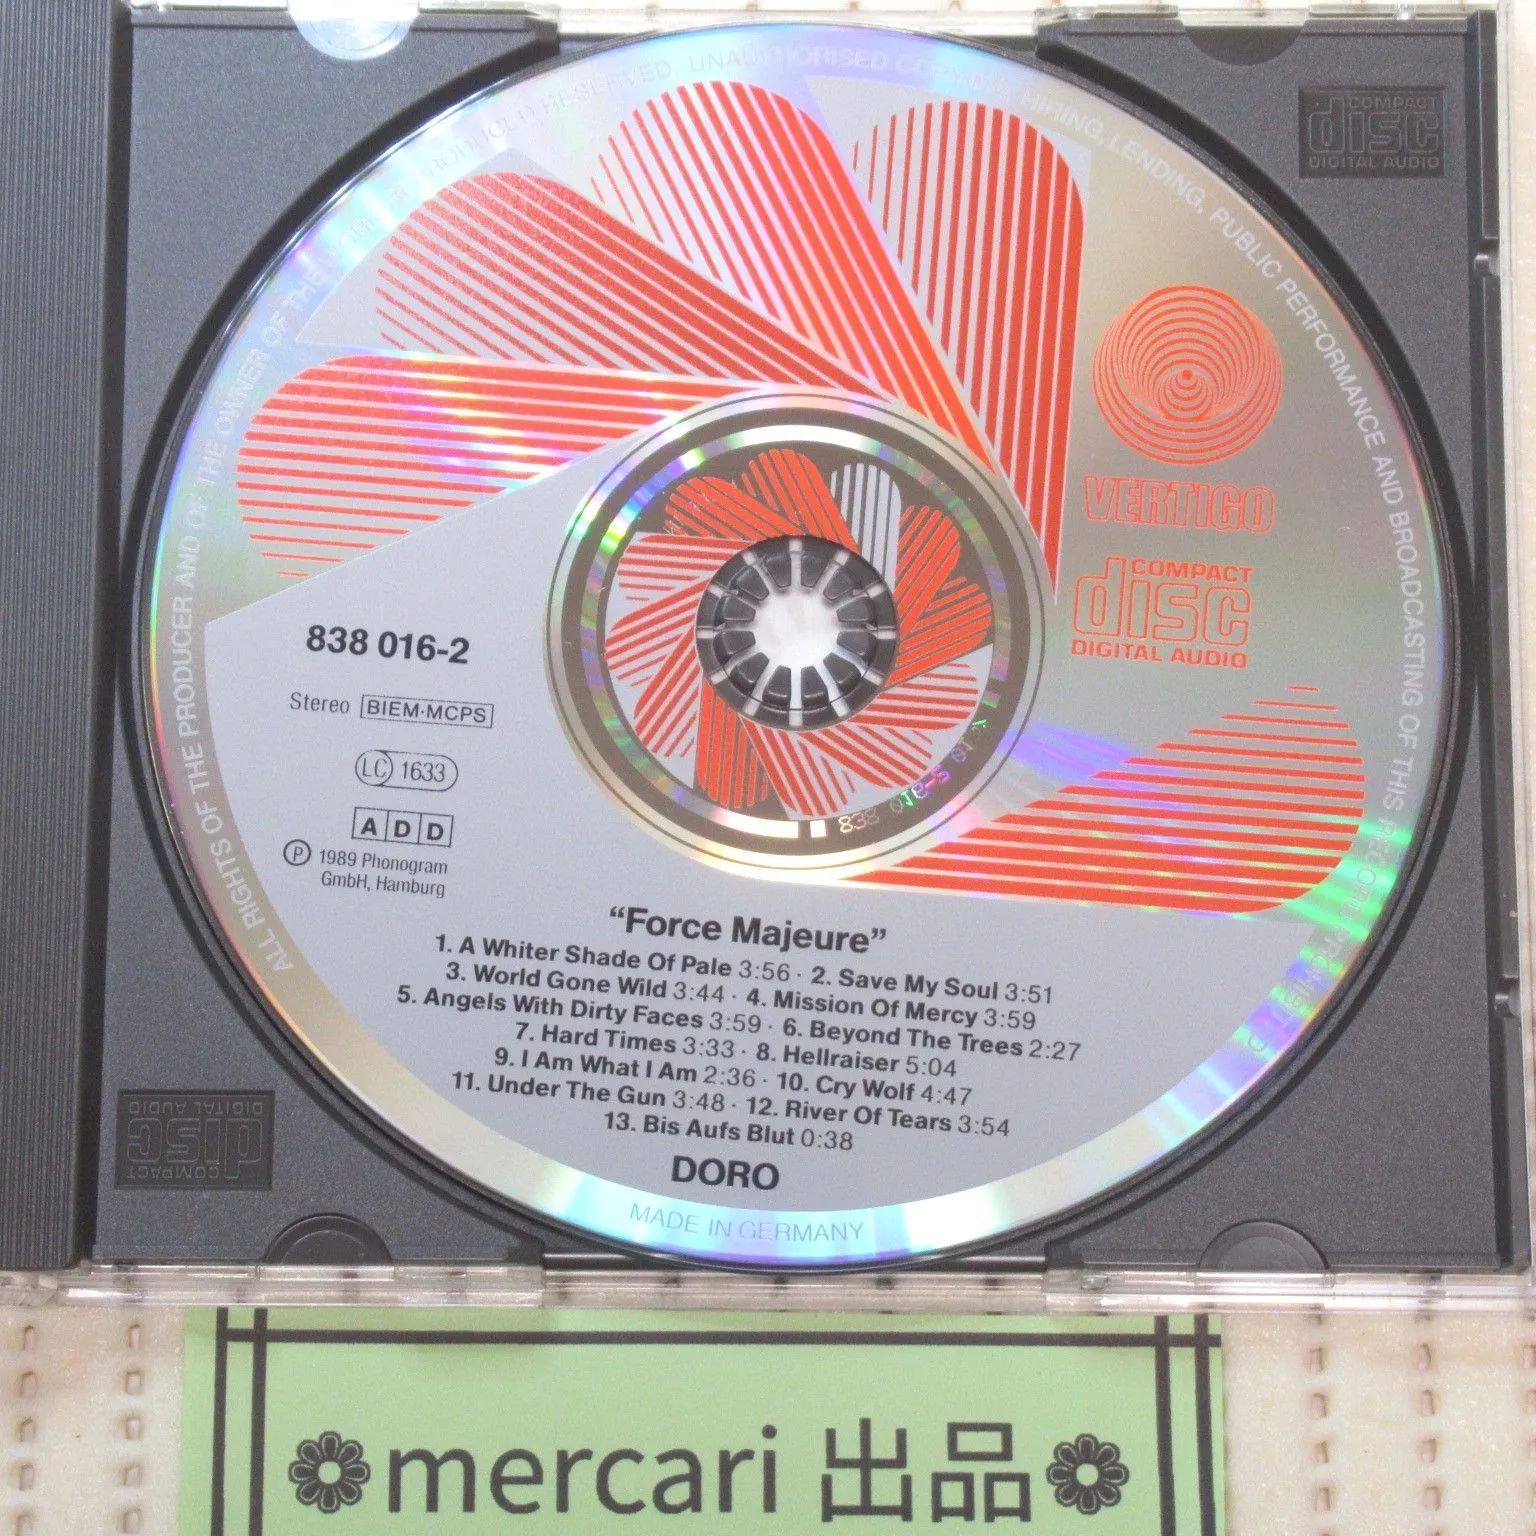 ALL RIGHTS OF THE PRODUCER AND OF THE OWNER OF THE RESERVED. UNAUTHORISED HIRING, LENDING, PUBLIC PERFORMANCE AND BROADCASTING OF THIS RECORD
COMPACT
disc
DIGITAL AUDIO
VERTIGO
COMPACT
disc
DIGITAL AUDIO
838 016-2
Stereo BIEM·MCPS
LC 1633
A D D
℗ 1989 Phonogram
GmbH, Hamburg
"Force Majeure"
1. A Whiter Shade Of Pale 3:56 · 2. Save My Soul 3:51
3. World Gone Wild 3:44 · 4. Mission Of Mercy 3:59
5. Angels With Dirty Faces 3:59 · 6. Beyond The Trees 2:27
7. Hard Times 3:33 · 8. Hellraiser 5:04
9. I Am What I Am 2:36 · 10. Cry Wolf 4:47
11. Under The Gun 3:48 · 12. River Of Tears 3:54
13. Bis Aufs Blut 0:38
DORO
MADE IN GERMANY
COMPACT
disc
DIGITAL AUDIO
mercari 出品